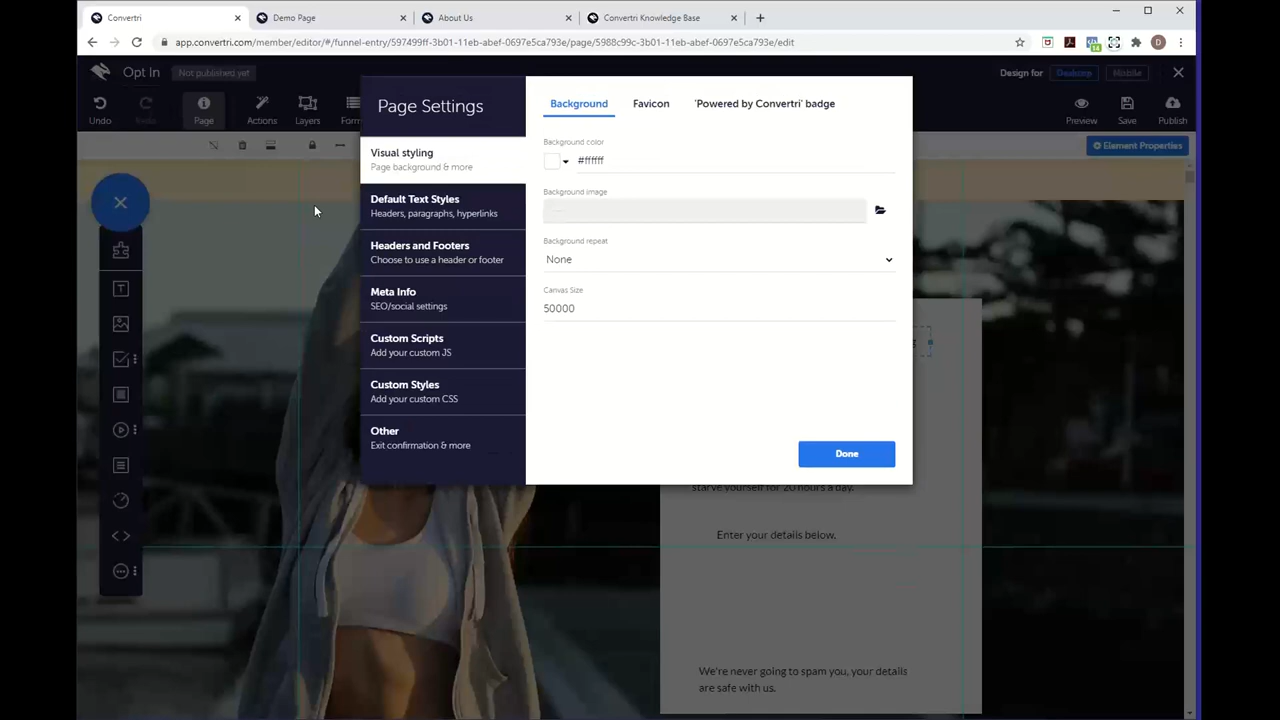 Convertri
Demo Page
About Us
Convertri Knowledge Base
app.convertri.com/member/editor/#/funnel-entry/597499ff-3b01-11eb-abef-0697e5ca793e/page/5988c99c-3b01-11eb-abef-0697e5ca793e/edit
14
D
Opt In
Not published yet
Design for
Desktop
Mobile
Undo
Redo
Page
Actions
Layers
Preview
Save
Publish
Element Properties
Page Settings
Visual styling
Page background & more
Default Text Styles
Headers, paragraphs, hyperlinks
Headers and Footers
Choose to use a header or footer
Meta Info
SEO/social settings
Custom Scripts
Add your custom JS
Custom Styles
Add your custom CSS
Other
Exit confirmation & more
Background
Favicon
'Powered by Convertri' badge
Background color
#ffffff
Background image
Background repeat
None
Canvas Size
50000
Done
starve yourself for 20 hours a day.
Enter your details below.
We're never going to spam you, your details
are safe with us.